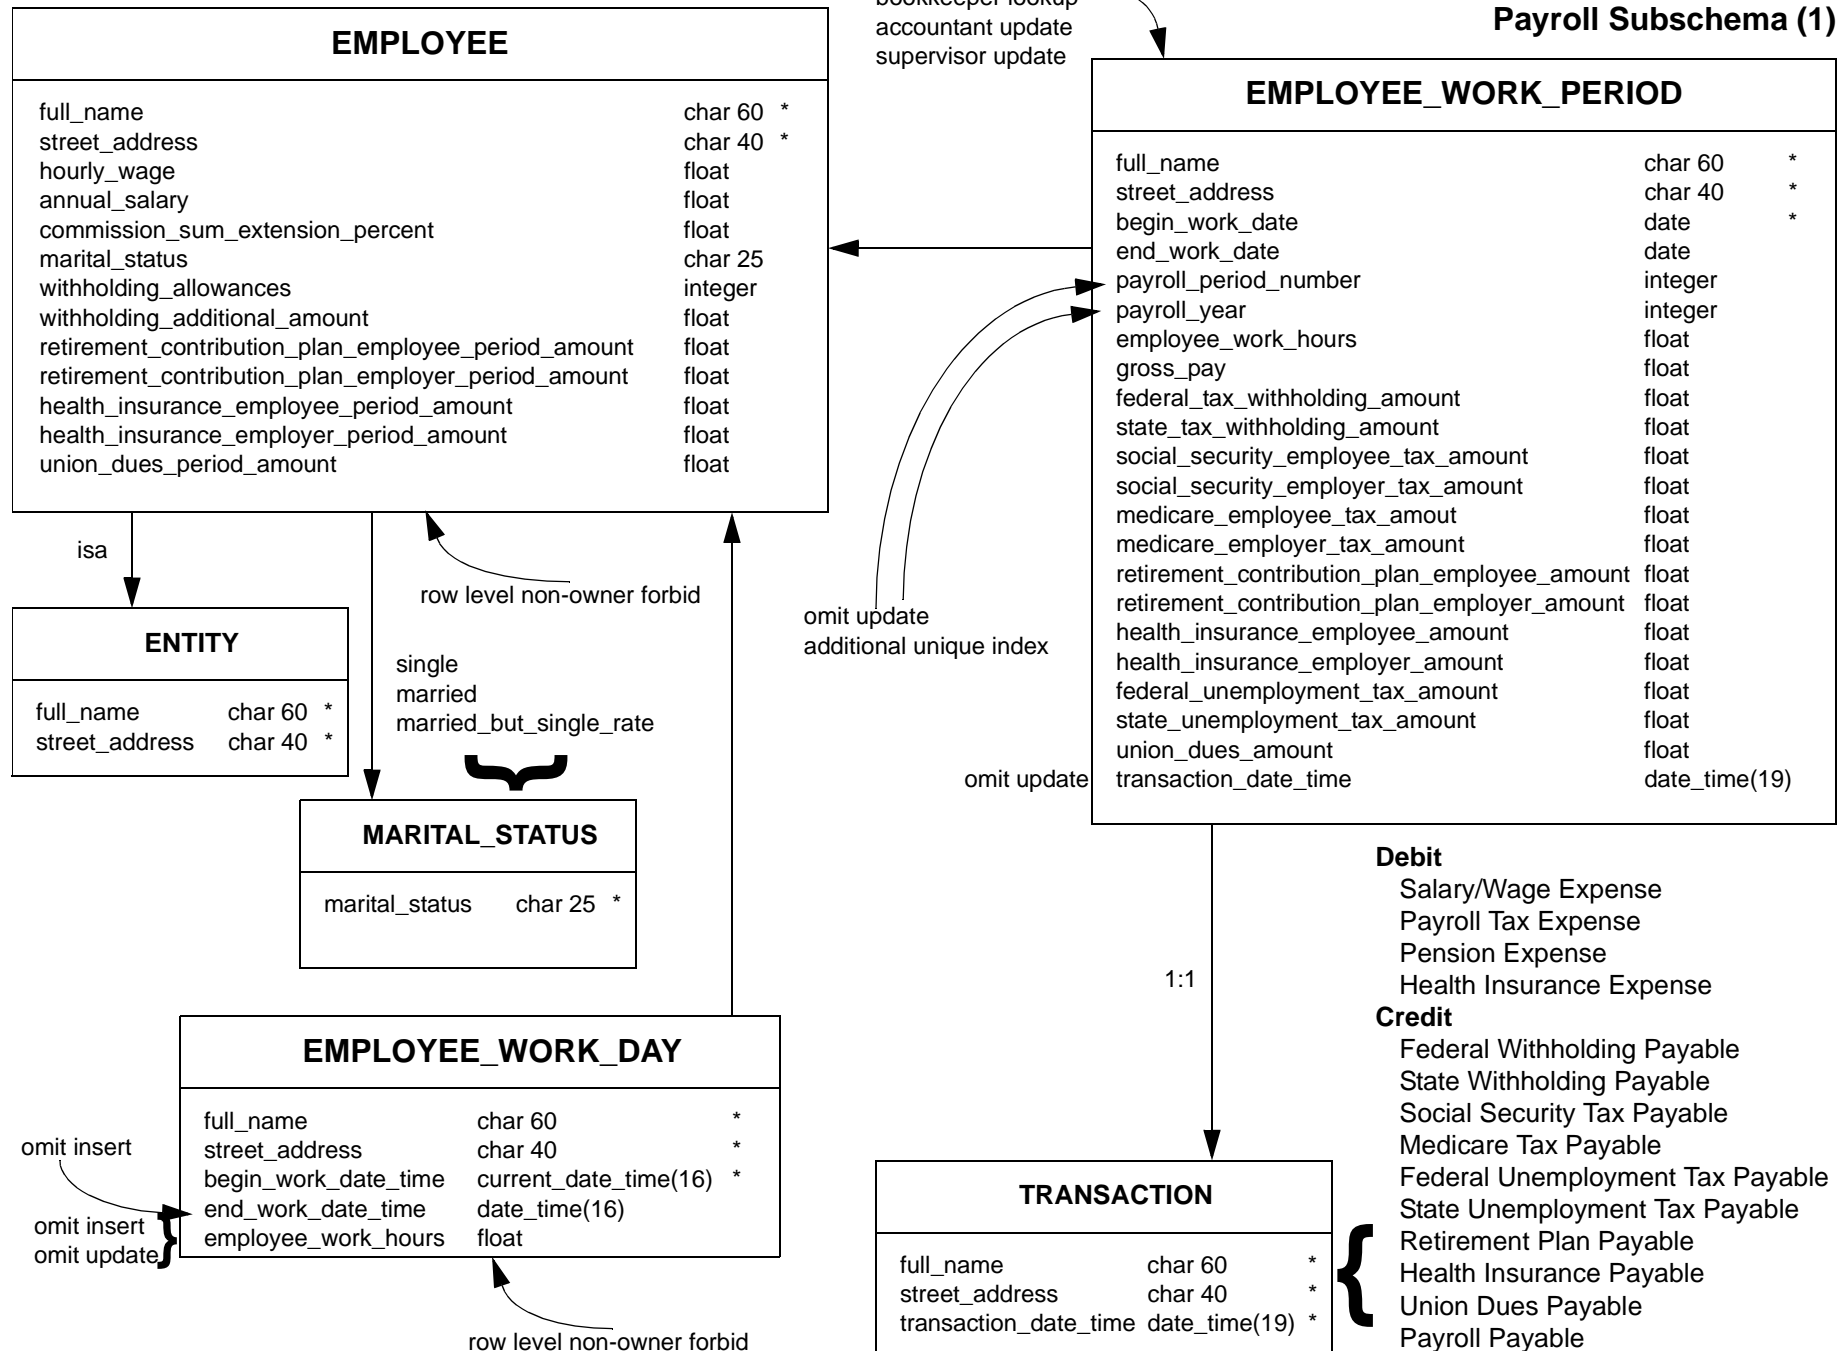 bookkeeper lookup
accountant update
supervisor update
Payroll Subschema (1)
EMPLOYEE
full_name char 60 *
street_address char 40 *
hourly_wage float
annual_salary float
commission_sum_extension_percent float
marital_status char 25
withholding_allowances integer
withholding_additional_amount float
retirement_contribution_plan_employee_period_amount float
retirement_contribution_plan_employer_period_amount float
health_insurance_employee_period_amount float
health_insurance_employer_period_amount float
union_dues_period_amount float
EMPLOYEE_WORK_PERIOD
full_name char 60 *
street_address char 40 *
begin_work_date date *
end_work_date date
payroll_period_number integer
payroll_year integer
employee_work_hours float
gross_pay float
federal_tax_withholding_amount float
state_tax_withholding_amount float
social_security_employee_tax_amount float
social_security_employer_tax_amount float
medicare_employee_tax_amout float
medicare_employer_tax_amount float
retirement_contribution_plan_employee_amount float
retirement_contribution_plan_employer_amount float
health_insurance_employee_amount float
health_insurance_employer_amount float
federal_unemployment_tax_amount float
state_unemployment_tax_amount float
union_dues_amount float
omit update transaction_date_time date_time(19)
isa
row level non-owner forbid
omit update
additional unique index
ENTITY
full_name char 60 *
street_address char 40 *
single
married
married_but_single_rate
MARITAL_STATUS
marital_status char 25 *
1:1
Debit
Salary/Wage Expense
Payroll Tax Expense
Pension Expense
Health Insurance Expense
Credit
Federal Withholding Payable
State Withholding Payable
Social Security Tax Payable
Medicare Tax Payable
Federal Unemployment Tax Payable
State Unemployment Tax Payable
Retirement Plan Payable
Health Insurance Payable
Union Dues Payable
Payroll Payable
EMPLOYEE_WORK_DAY
full_name char 60 *
street_address char 40 *
begin_work_date_time current_date_time(16) *
end_work_date_time date_time(16)
employee_work_hours float
omit insert
omit insert
omit update
row level non-owner forbid
TRANSACTION
full_name char 60 *
street_address char 40 *
transaction_date_time date_time(19) *